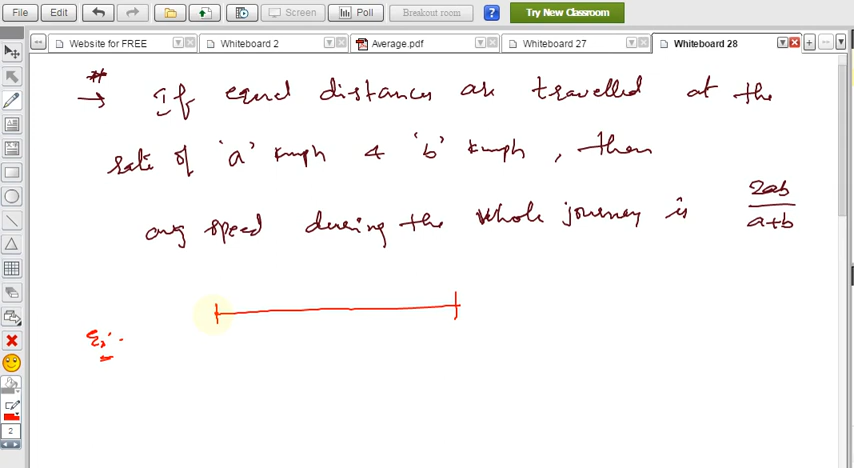 File Edit Screen Poll Breakout room ? Try New Classroom
Website for FREE Whiteboard 2 Average.pdf Whiteboard 27 Whiteboard 28
#
→ If equal distances are travelled at the
rate of 'a' kmph & 'b' kmph, then
avg speed during the whole journey is 2ab/a+b
Ex:-
2